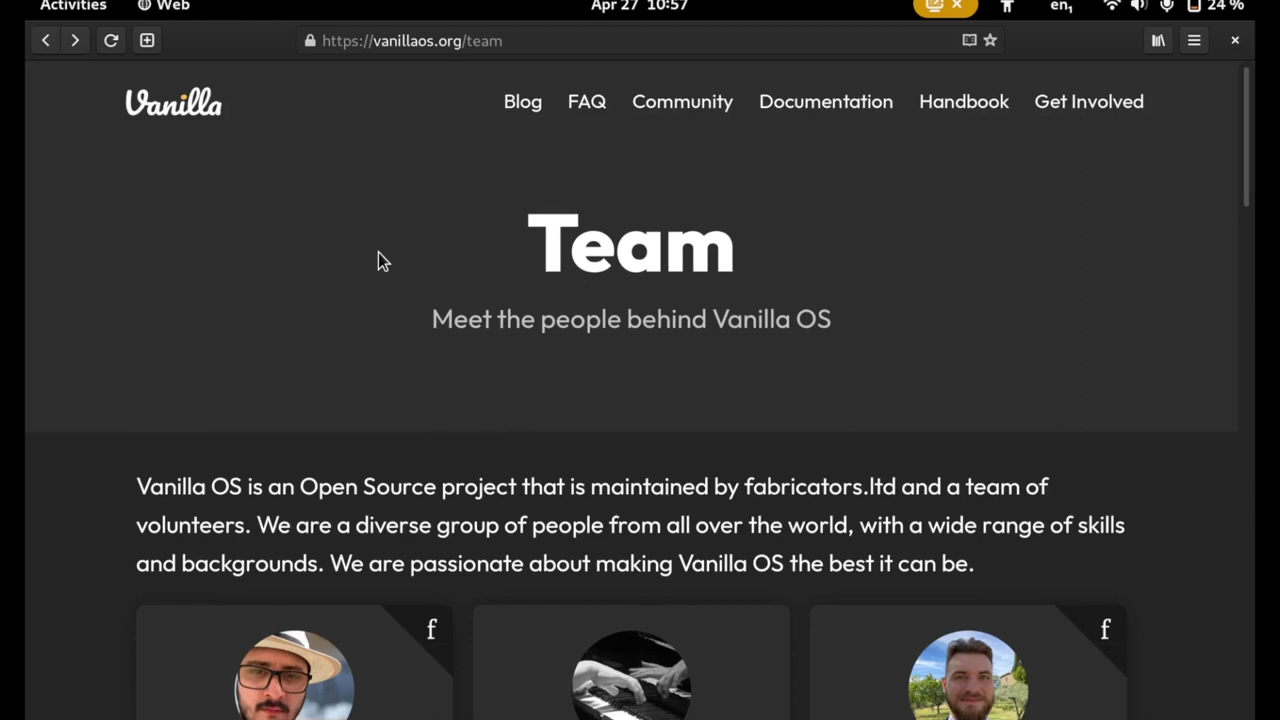 Activities Web Apr 27 10:57 en₁ 24 %
https://vanillaos.org/team
Vanilla Blog FAQ Community Documentation Handbook Get Involved
Team
Meet the people behind Vanilla OS
Vanilla OS is an Open Source project that is maintained by fabricators.ltd and a team of
volunteers. We are a diverse group of people from all over the world, with a wide range of skills
and backgrounds. We are passionate about making Vanilla OS the best it can be.
f f